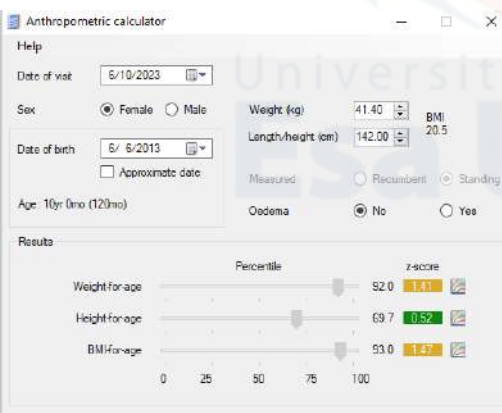 Anthropometric calculator
Help
Date of visit 6/10/2023
Sex Female Male
Weight (kg) 41.40
BMI
20.5
Length/height (cm) 142.00
Date of birth 6/ 6/2013
Approximate date
Measured Recumbent Standing
Age: 10yr 0mo (120mo)
Oedema No Yes
Results
Percentile z-score
Weight-for-age 92.0 1.41
Height-for-age 69.7 0.52
BMI-for-age 93.0 1.47
0 25 50 75 100
Universit
Esa U